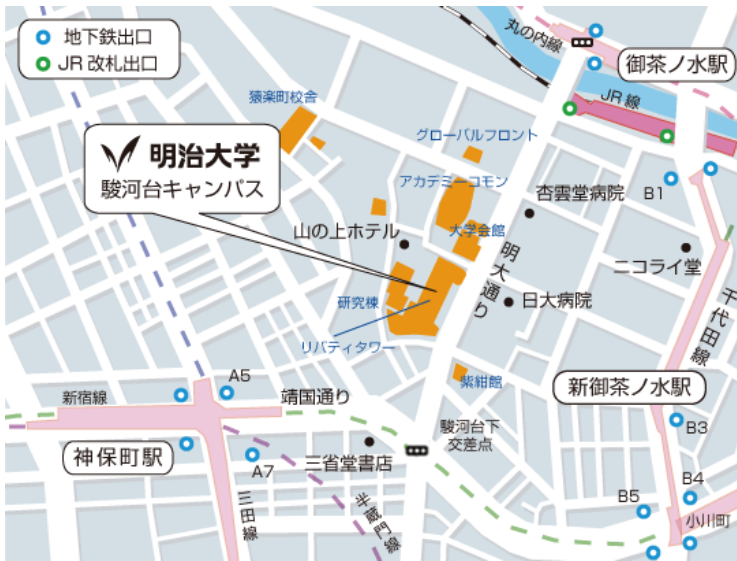 地下鉄出口
JR 改札出口
丸の内線
御茶ノ水駅
JR 線
猿楽町校舎
グローバルフロント
明治大学
駿河台キャンパス
アカデミーコモン
杏雲堂病院
B1
山の上ホテル
大学会館
明大通り
ニコライ堂
研究棟
日大病院
千代田線
リバティタワー
紫紺館
新御茶ノ水駅
A5
新宿線
靖国通り
駿河台下
交差点
B3
神保町駅
三省堂書店
A7
三田線
半蔵門線
B4
B5
小川町